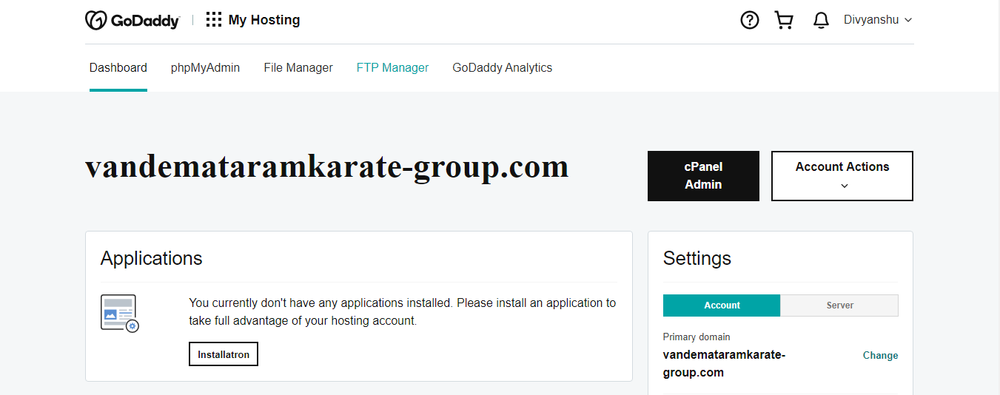 GoDaddy
My Hosting
Divyanshu
Dashboard
phpMyAdmin
File Manager
FTP Manager
GoDaddy Analytics
vandemataramkarate-group.com
cPanel
Admin
Account Actions
Applications
You currently don't have any applications installed. Please install an application to
take full advantage of your hosting account.
Installatron
Settings
Account
Server
Primary domain
vandemataramkarate-
group.com
Change